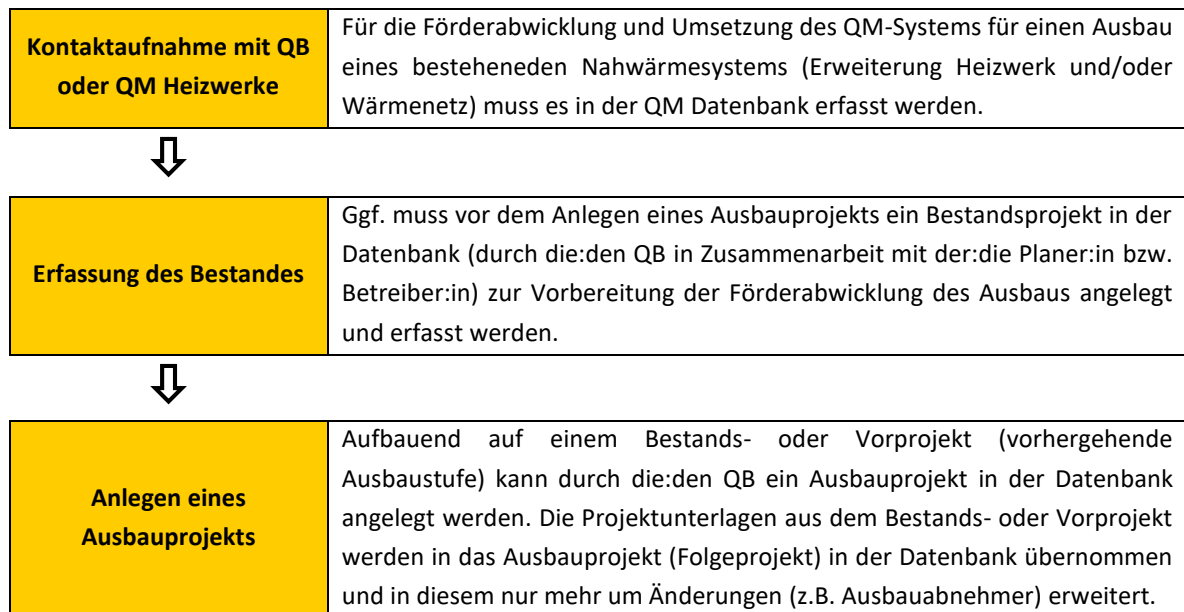 Kontaktaufnahme mit QB
oder QM Heizwerke
Für die Förderabwicklung und Umsetzung des QM-Systems für einen Ausbau
eines besteheneden Nahwärmesystems (Erweiterung Heizwerk und/oder
Wärmenetz) muss es in der QM Datenbank erfasst werden.
Erfassung des Bestandes
Ggf. muss vor dem Anlegen eines Ausbauprojekts ein Bestandsprojekt in der
Datenbank (durch die:den QB in Zusammenarbeit mit der:die Planer:in bzw.
Betreiber:in) zur Vorbereitung der Förderabwicklung des Ausbaus angelegt
und erfasst werden.
Anlegen eines
Ausbauprojekts
Aufbauend auf einem Bestands- oder Vorprojekt (vorhergehende
Ausbaustufe) kann durch die:den QB ein Ausbauprojekt in der Datenbank
angelegt werden. Die Projektunterlagen aus dem Bestands- oder Vorprojekt
werden in das Ausbauprojekt (Folgeprojekt) in der Datenbank übernommen
und in diesem nur mehr um Änderungen (z.B. Ausbauabnehmer) erweitert.